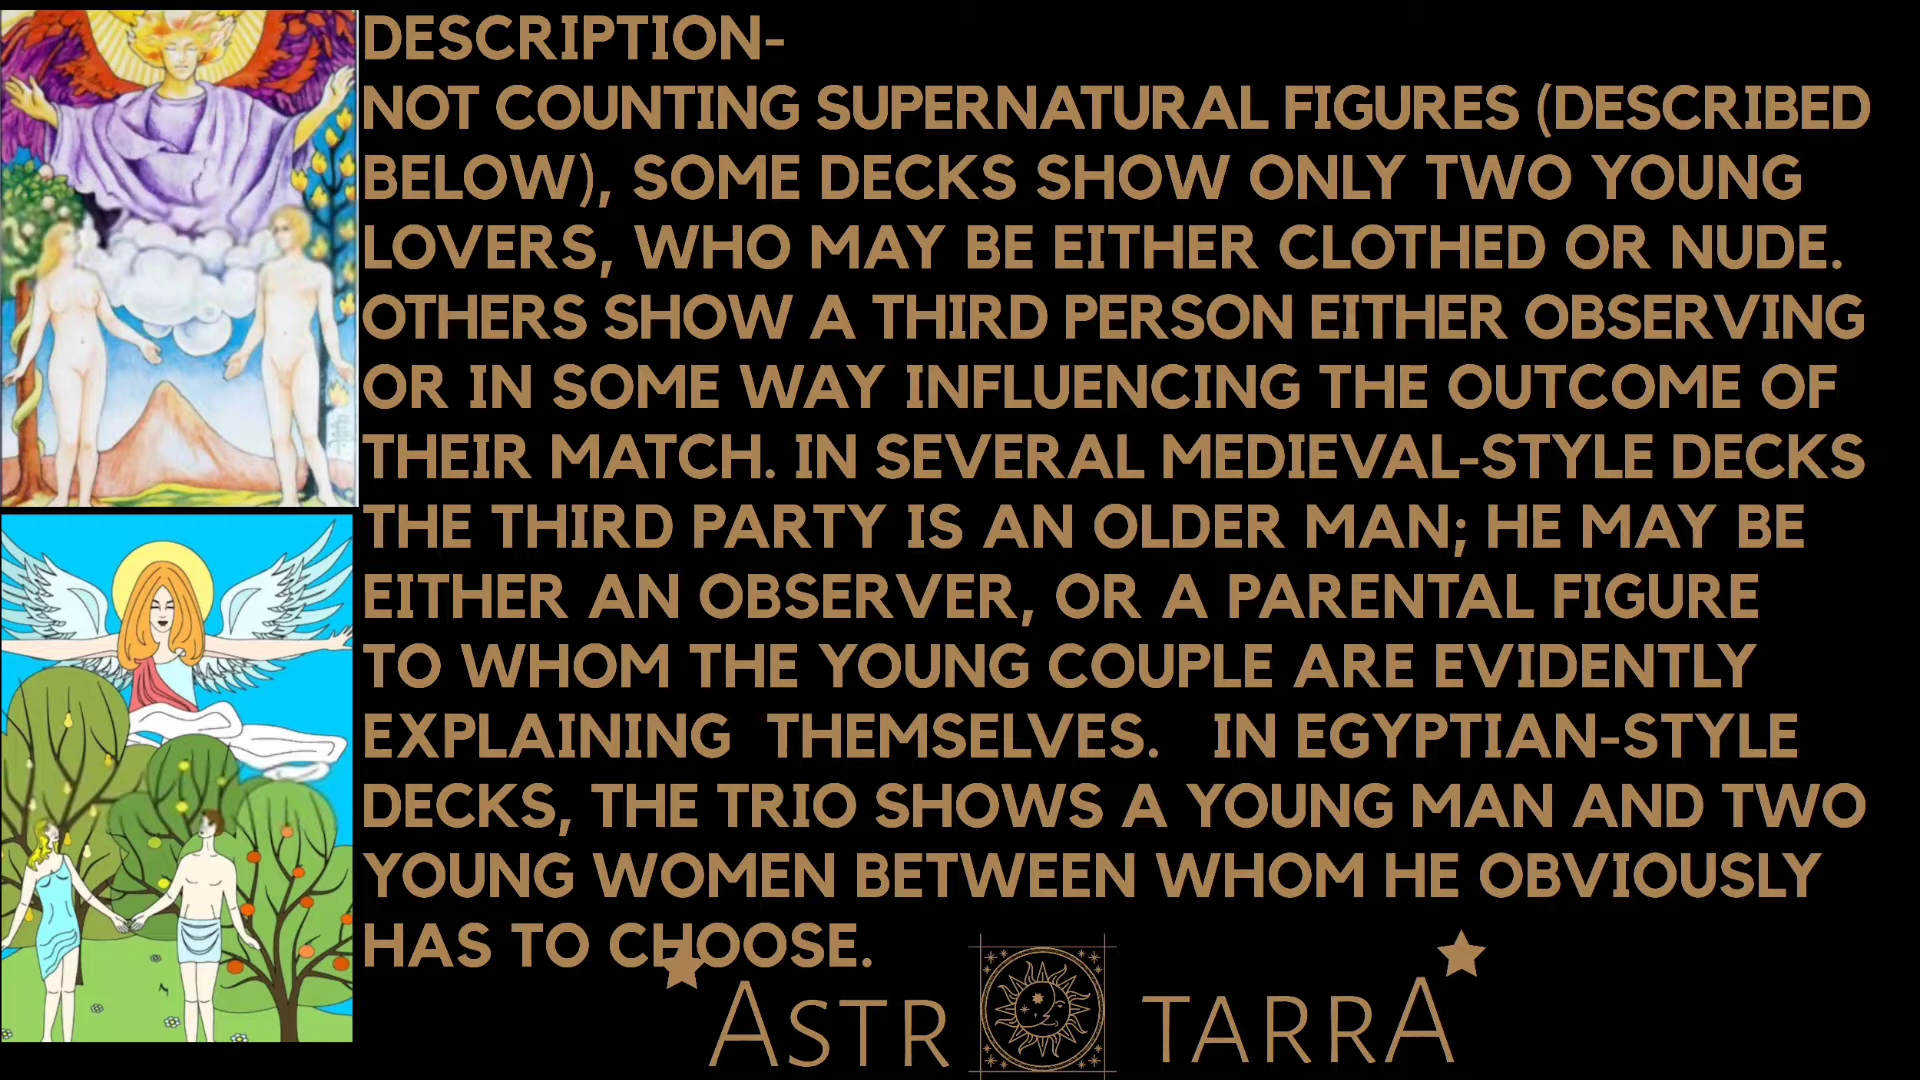 DESCRIPTION-
NOT COUNTING SUPERNATURAL FIGURES (DESCRIBED
BELOW), SOME DECKS SHOW ONLY TWO YOUNG
LOVERS, WHO MAY BE EITHER CLOTHED OR NUDE.
OTHERS SHOW A THIRD PERSON EITHER OBSERVING
OR IN SOME WAY INFLUENCING THE OUTCOME OF
THEIR MATCH. IN SEVERAL MEDIEVAL-STYLE DECKS
THE THIRD PARTY IS AN OLDER MAN; HE MAY BE
EITHER AN OBSERVER, OR A PARENTAL FIGURE
TO WHOM THE YOUNG COUPLE ARE EVIDENTLY
EXPLAINING THEMSELVES. IN EGYPTIAN-STYLE
DECKS, THE TRIO SHOWS A YOUNG MAN AND TWO
YOUNG WOMEN BETWEEN WHOM HE OBVIOUSLY
HAS TO CHOOSE.
ASTR TARRA